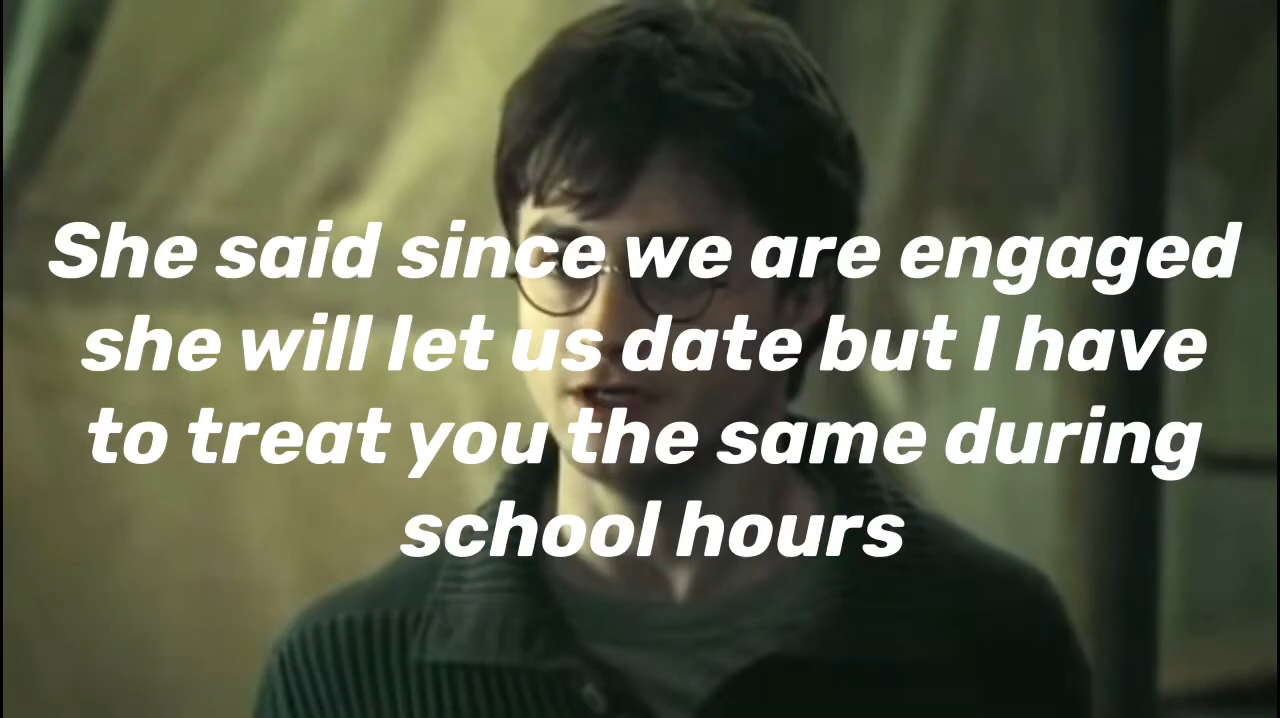 She said since we are engaged
she will let us date but I have
to treat you the same during
school hours